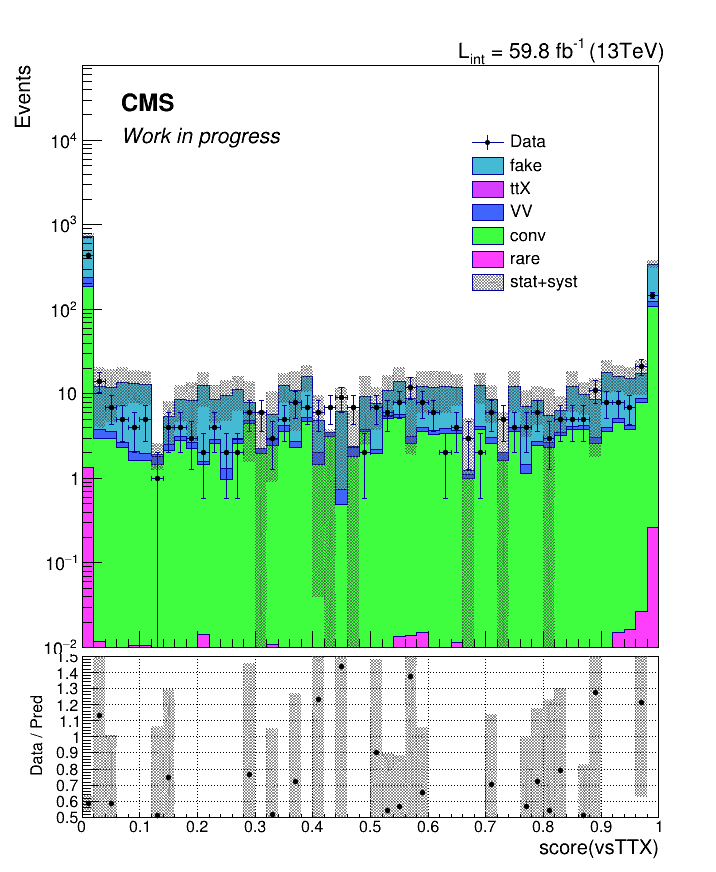 L_int = 59.8 fb^-1 (13TeV)
Events
CMS
Work in progress
Data
fake
ttX
VV
conv
rare
stat+syst
10^4
10^3
10^2
10
1
10^-1
10^-2
Data / Pred
1.5
1.4
1.3
1.2
1.1
1
0.9
0.8
0.7
0.6
0.5
0 0.1 0.2 0.3 0.4 0.5 0.6 0.7 0.8 0.9 1
score(vsTTX)